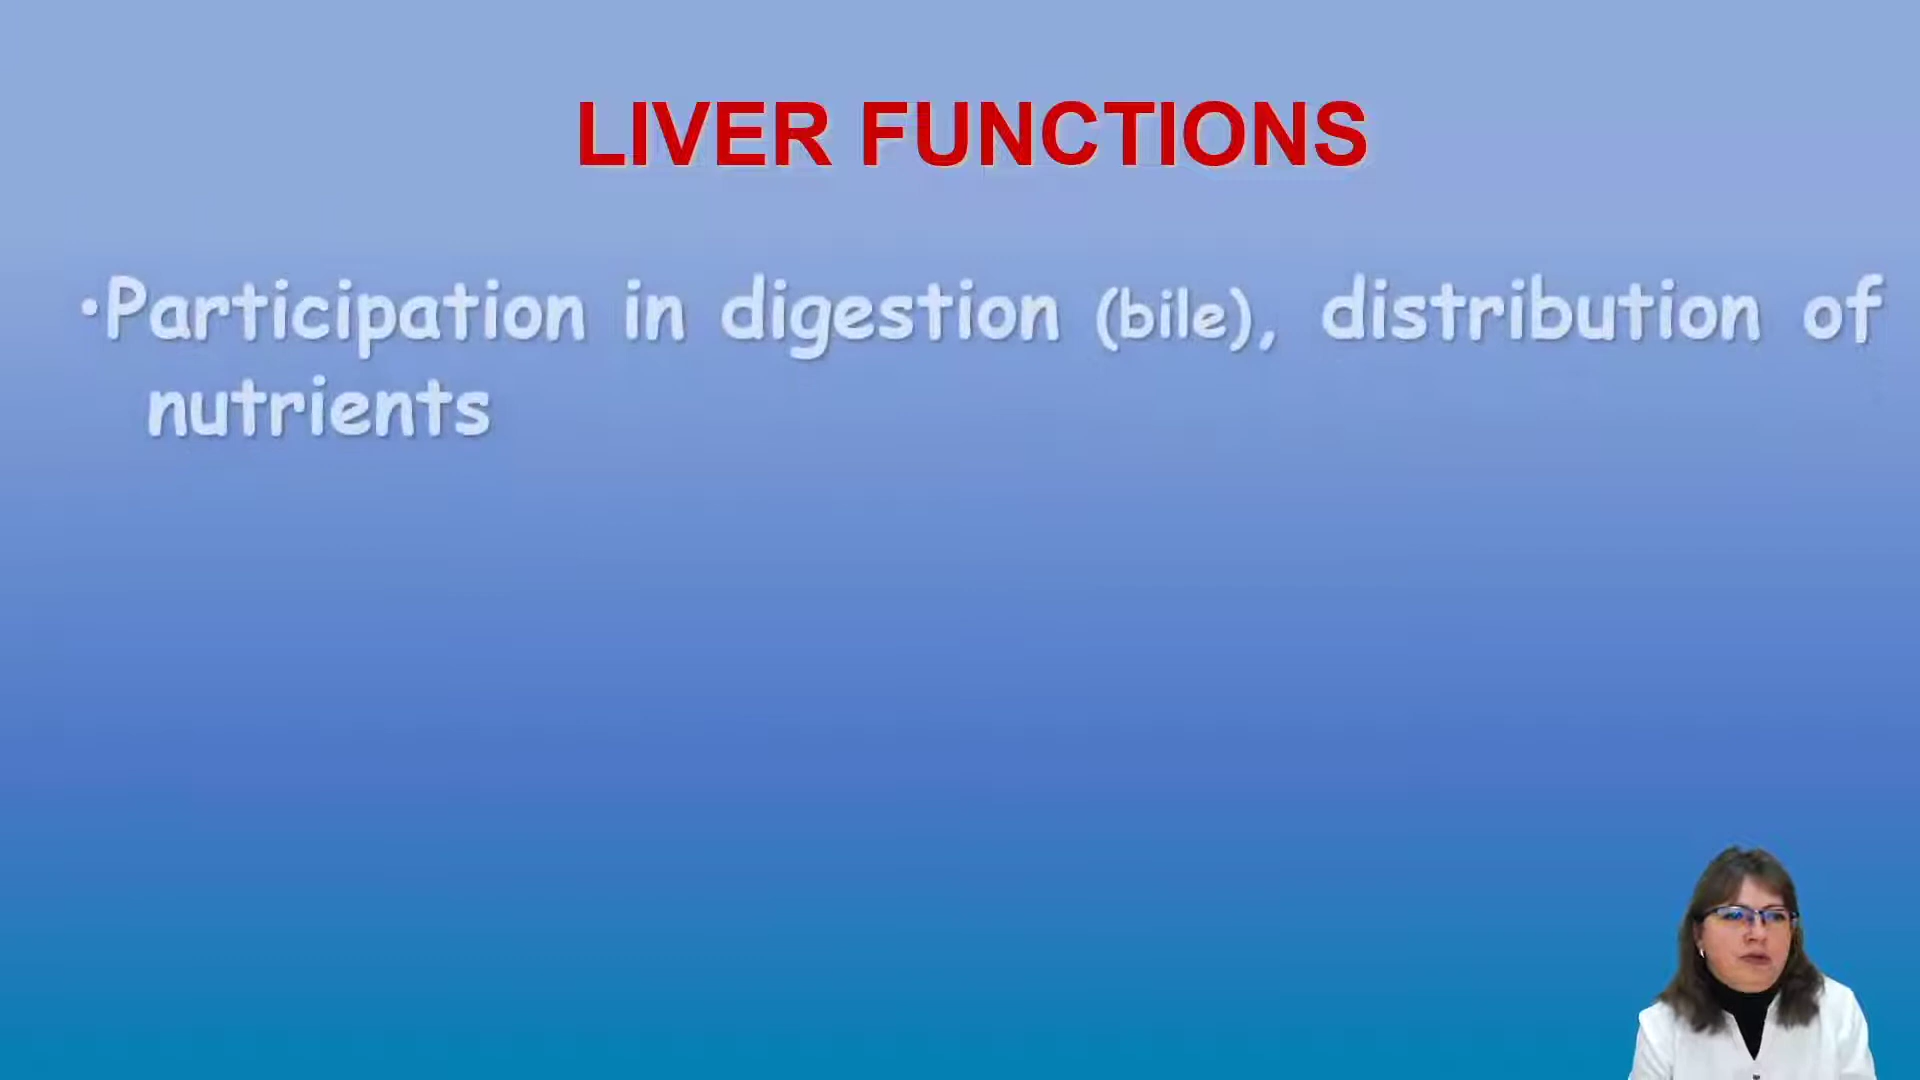 LIVER FUNCTIONS
•Participation in digestion (bile), distribution of
nutrients